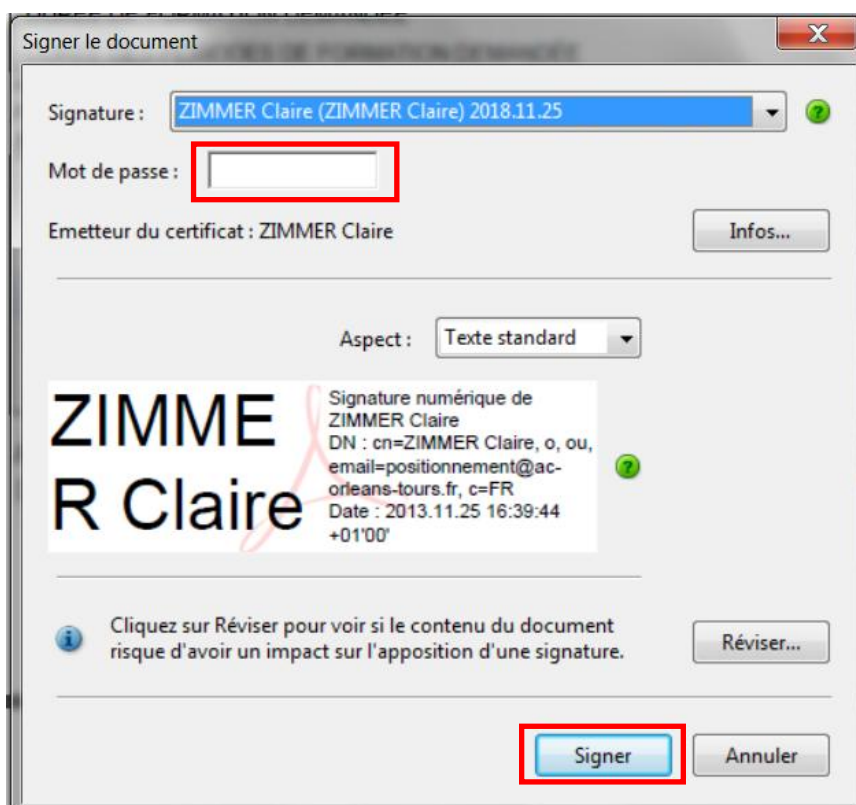 Signer le document
Signature : ZIMMER Claire (ZIMMER Claire) 2018.11.25
Mot de passe :
Emetteur du certificat : ZIMMER Claire Infos...
Aspect : Texte standard
ZIMME
R Claire
Signature numérique de
ZIMMER Claire
DN : cn=ZIMMER Claire, o, ou,
email=positionnement@ac-
orleans-tours.fr, c=FR
Date : 2013.11.25 16:39:44
+01'00'
Cliquez sur Réviser pour voir si le contenu du document
risque d'avoir un impact sur l'apposition d'une signature.
Réviser...
Signer Annuler